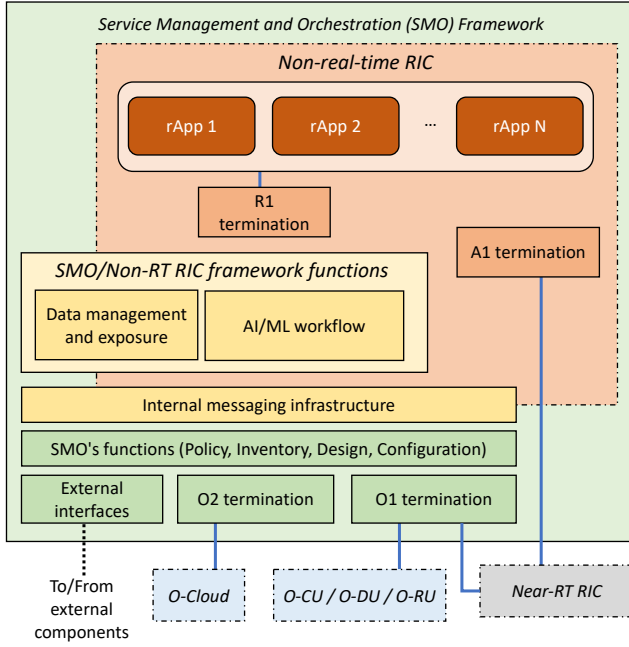 Service Management and Orchestration (SMO) Framework
Non-real-time RIC
rApp 1
rApp 2
...
rApp N
R1
termination
A1 termination
SMO/Non-RT RIC framework functions
Data management
and exposure
AI/ML workflow
Internal messaging infrastructure
SMO's functions (Policy, Inventory, Design, Configuration)
External
interfaces
O2 termination
O1 termination
To/From
external
components
O-Cloud
O-CU / O-DU / O-RU
Near-RT RIC